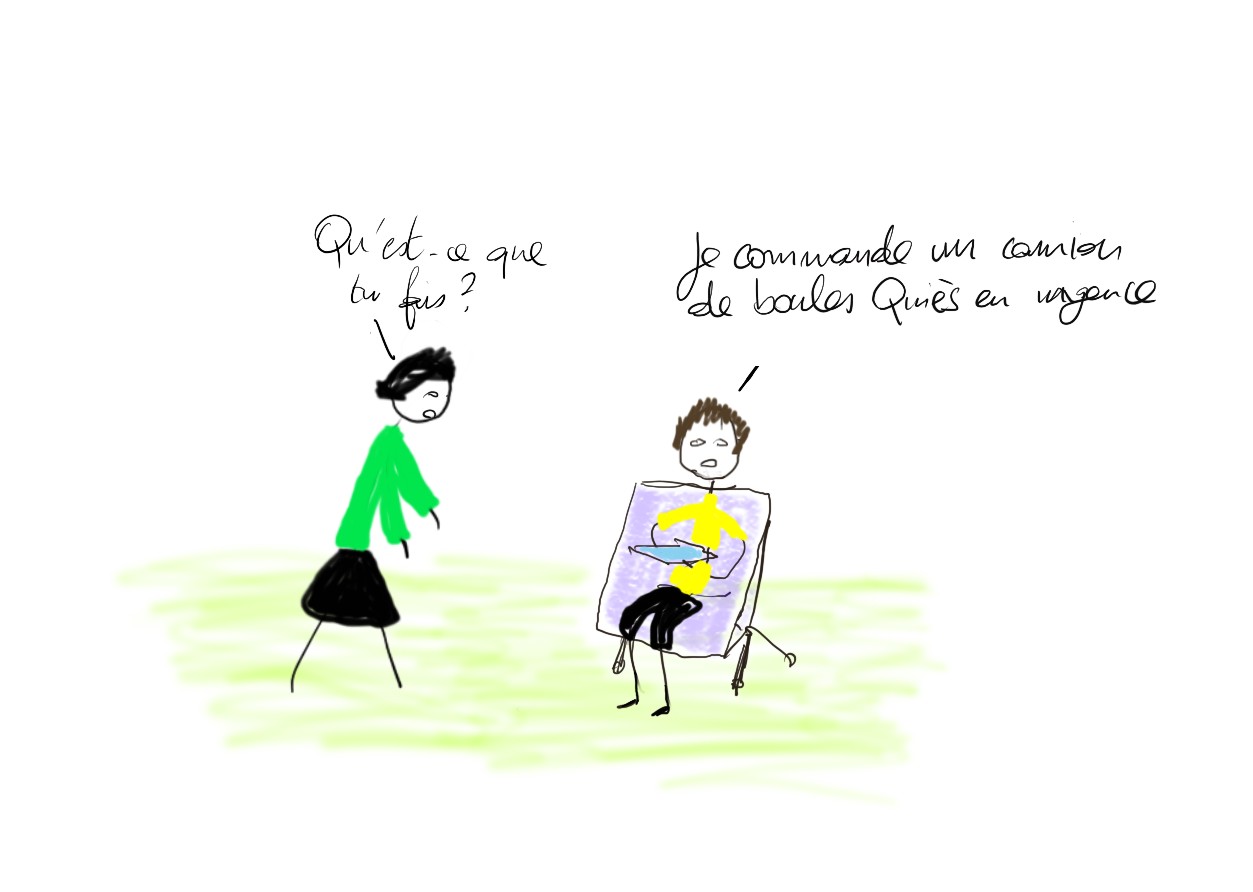 Qu'est-ce que
tu fais ?
Je commande un camion
de boules Quiès en urgence